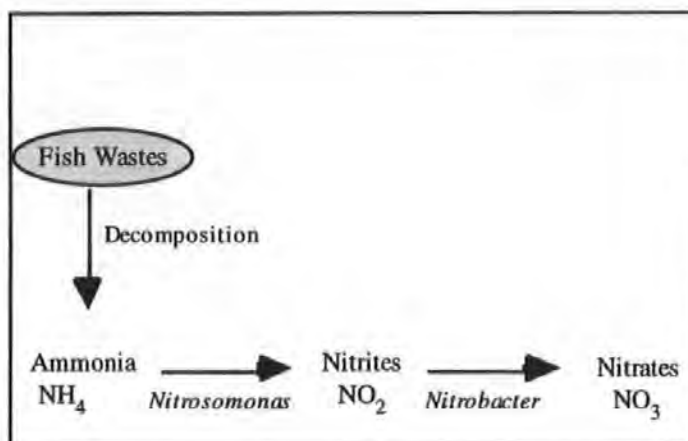 Fish Wastes
Decomposition
Ammonia
NH4
Nitrosomonas
Nitrites
NO2
Nitrobacter
Nitrates
NO3